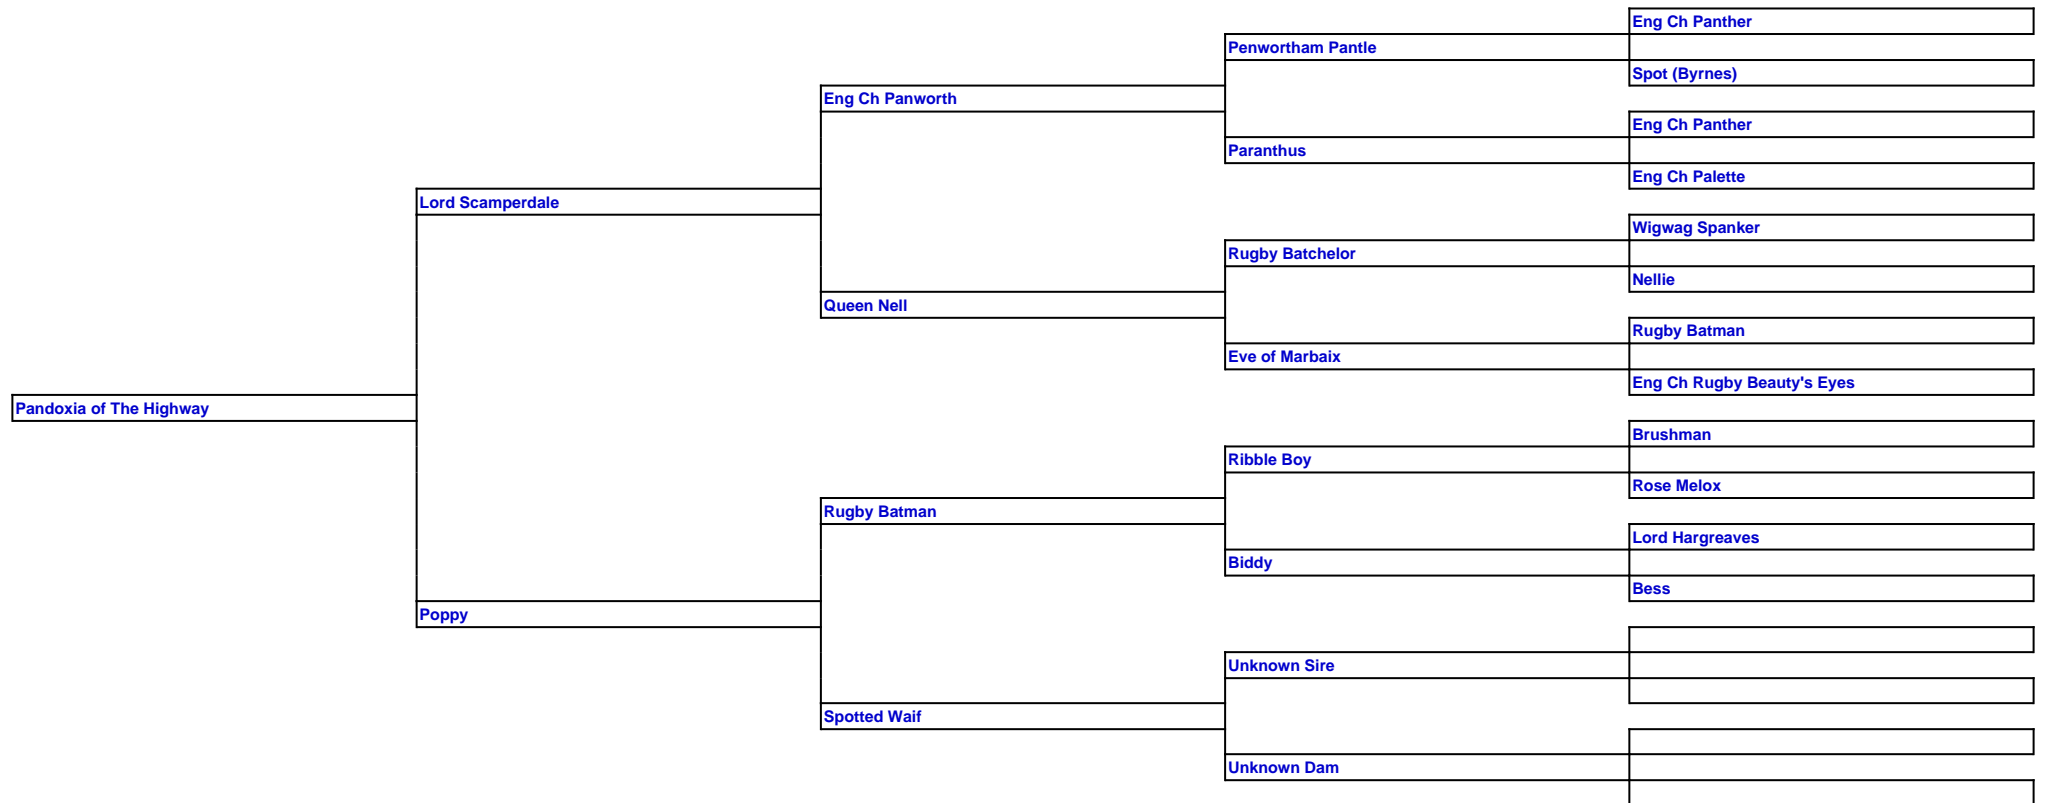 Eng Ch Panther
Penwortham Pantle
Spot (Byrnes)
Eng Ch Panworth
Eng Ch Panther
Paranthus
Eng Ch Palette
Lord Scamperdale
Wigwag Spanker
Rugby Batchelor
Nellie
Queen Nell
Rugby Batman
Eve of Marbaix
Eng Ch Rugby Beauty's Eyes
Pandoxia of The Highway
Brushman
Ribble Boy
Rose Melox
Rugby Batman
Lord Hargreaves
Biddy
Bess
Poppy
Unknown Sire
Spotted Waif
Unknown Dam